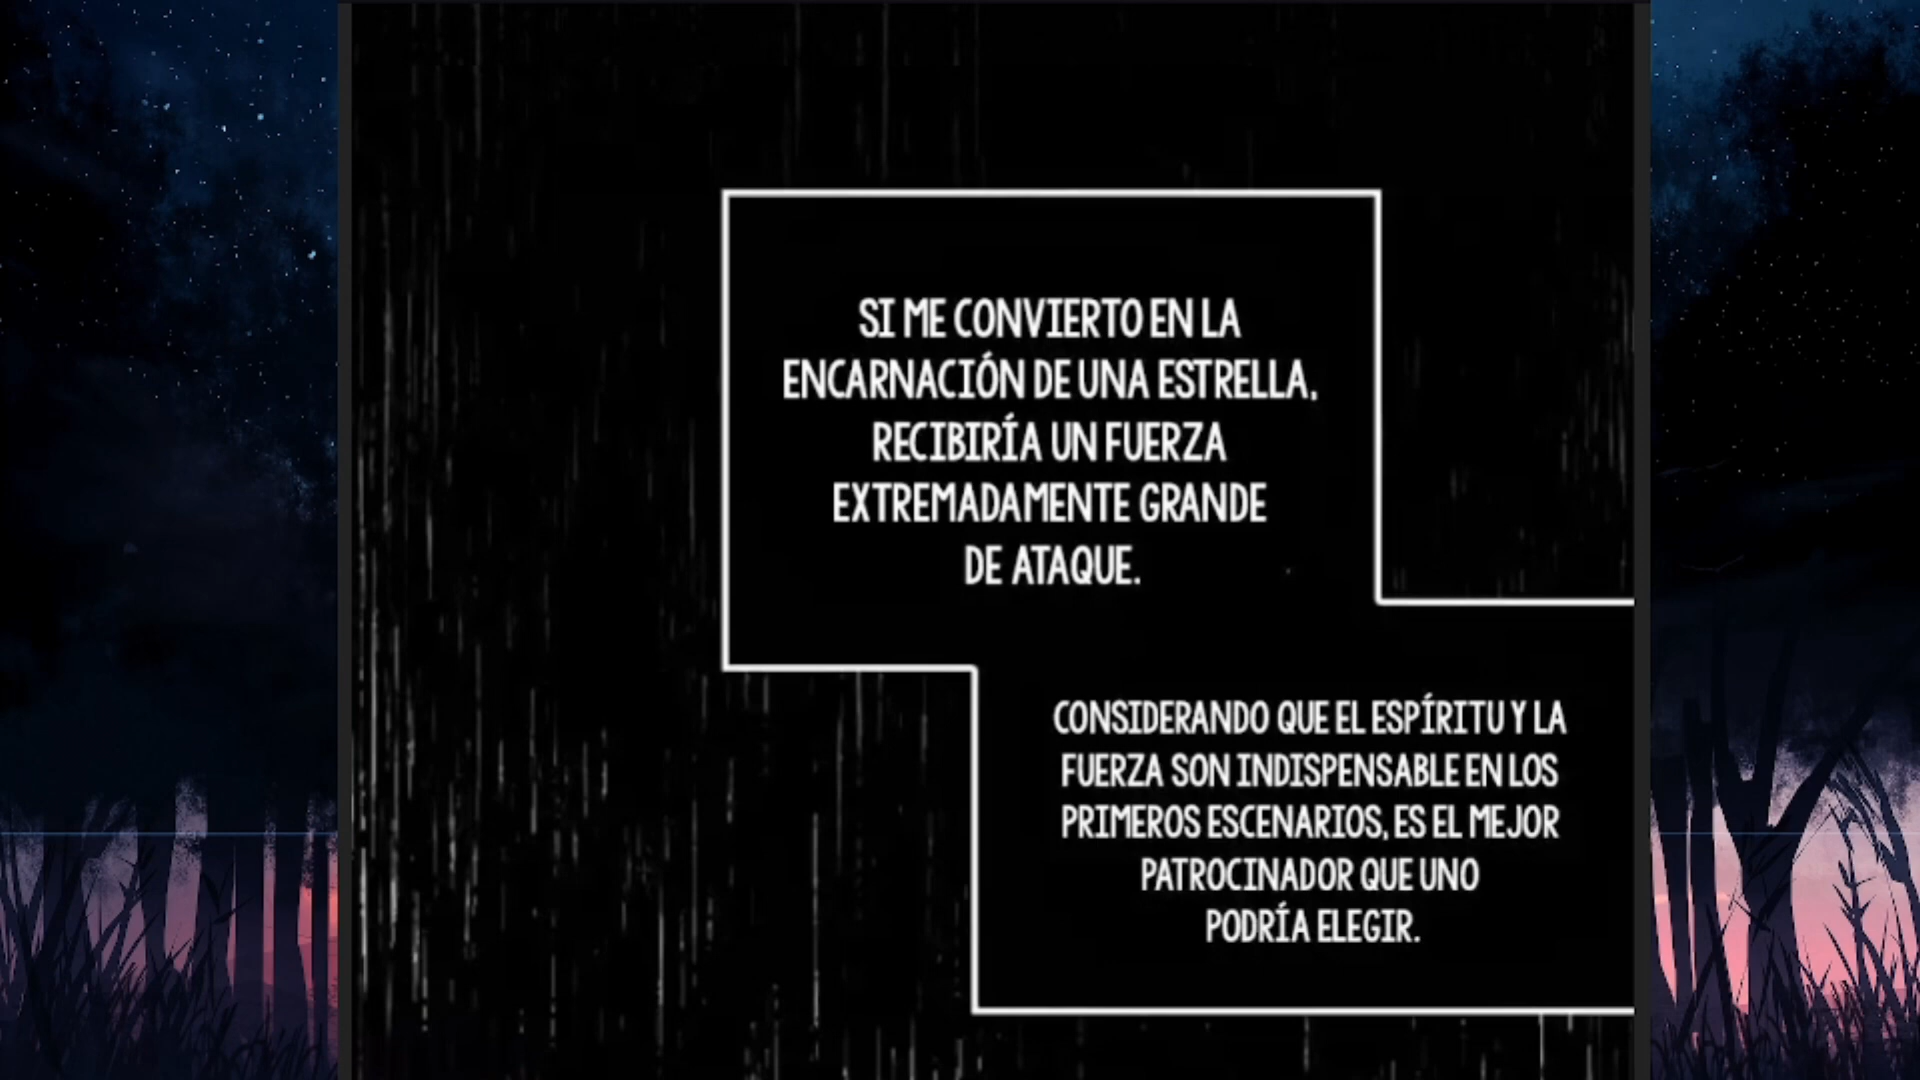 SI ME CONVIERTO EN LA
ENCARNACIÓN DE UNA ESTRELLA,
RECIBIRÍA UN FUERZA
EXTREMADAMENTE GRANDE
DE ATAQUE.
CONSIDERANDO QUE EL ESPÍRITU Y LA
FUERZA SON INDISPENSABLE EN LOS
PRIMEROS ESCENARIOS, ES EL MEJOR
PATROCINADOR QUE UNO
PODRÍA ELEGIR.